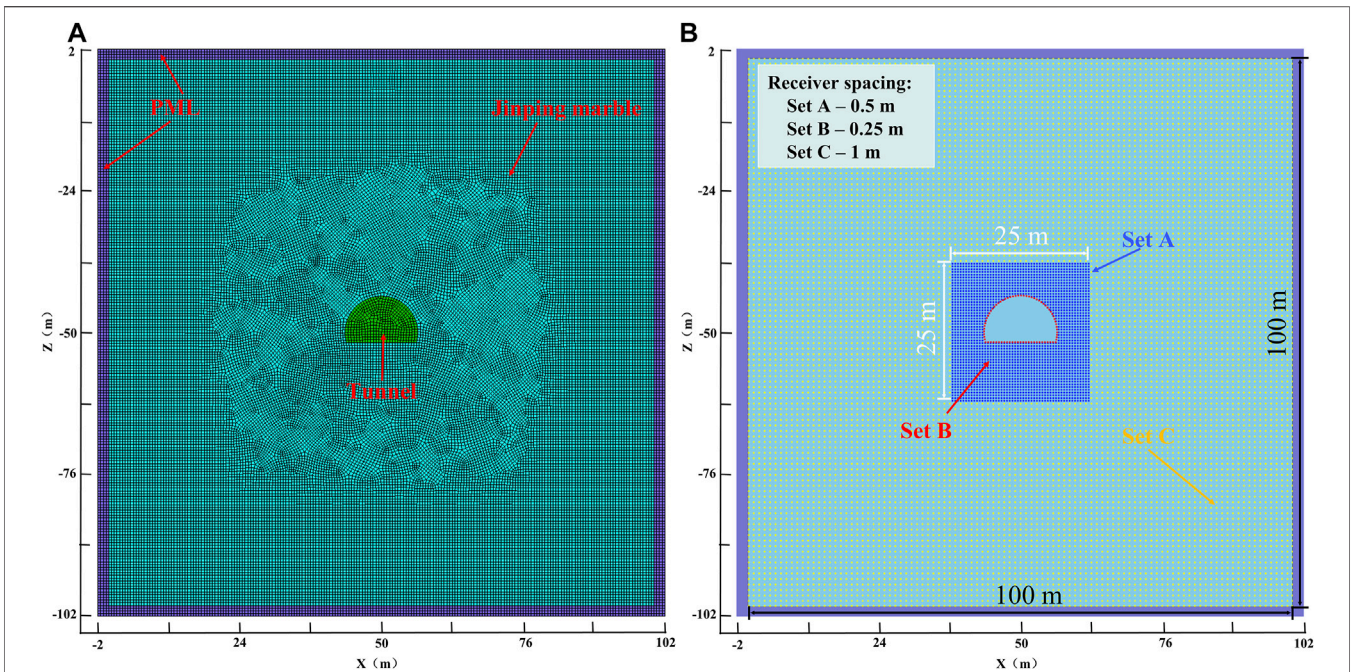 A
PML
Jinping marble
Tunnel
2
-24
-50
-76
-102
Z（m）
-2
24
50
76
102
X（m）
B
Receiver spacing:
Set A – 0.5 m
Set B – 0.25 m
Set C – 1 m
25 m
25 m
Set A
Set B
Set C
100 m
100 m
2
-24
-50
-76
-102
Z（m）
-2
24
50
76
102
X（m）